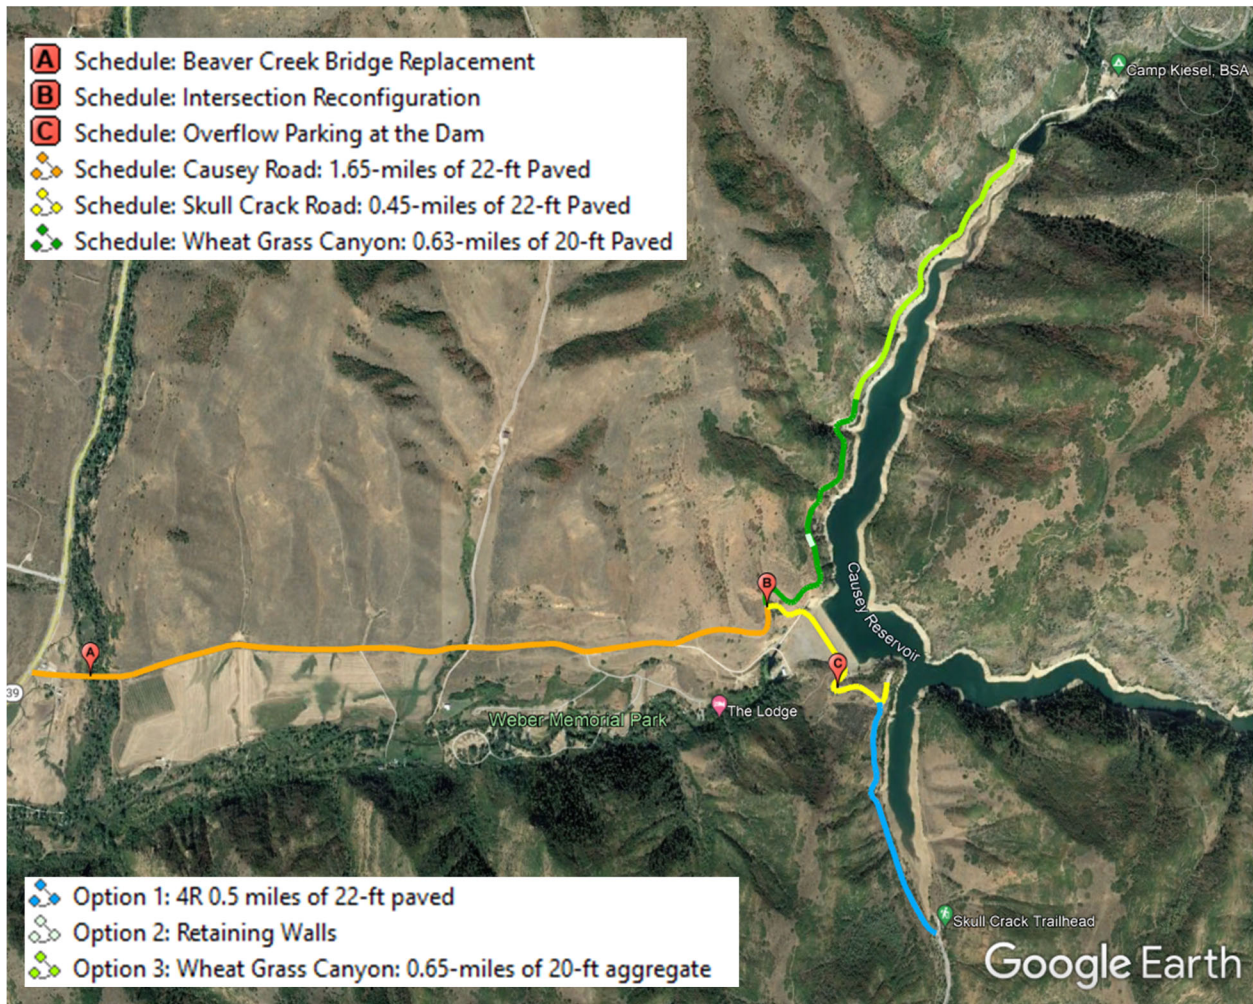 A Schedule: Beaver Creek Bridge Replacement
B Schedule: Intersection Reconfiguration
C Schedule: Overflow Parking at the Dam
Schedule: Causey Road: 1.65-miles of 22-ft Paved
Schedule: Skull Crack Road: 0.45-miles of 22-ft Paved
Schedule: Wheat Grass Canyon: 0.63-miles of 20-ft Paved
Camp Kiesel, BSA
B
Causey Reservoir
A
C
39
The Lodge
Weber Memorial Park
Option 1: 4R 0.5 miles of 22-ft paved
Option 2: Retaining Walls
Option 3: Wheat Grass Canyon: 0.65-miles of 20-ft aggregate
Skull Crack Trailhead
Google Earth